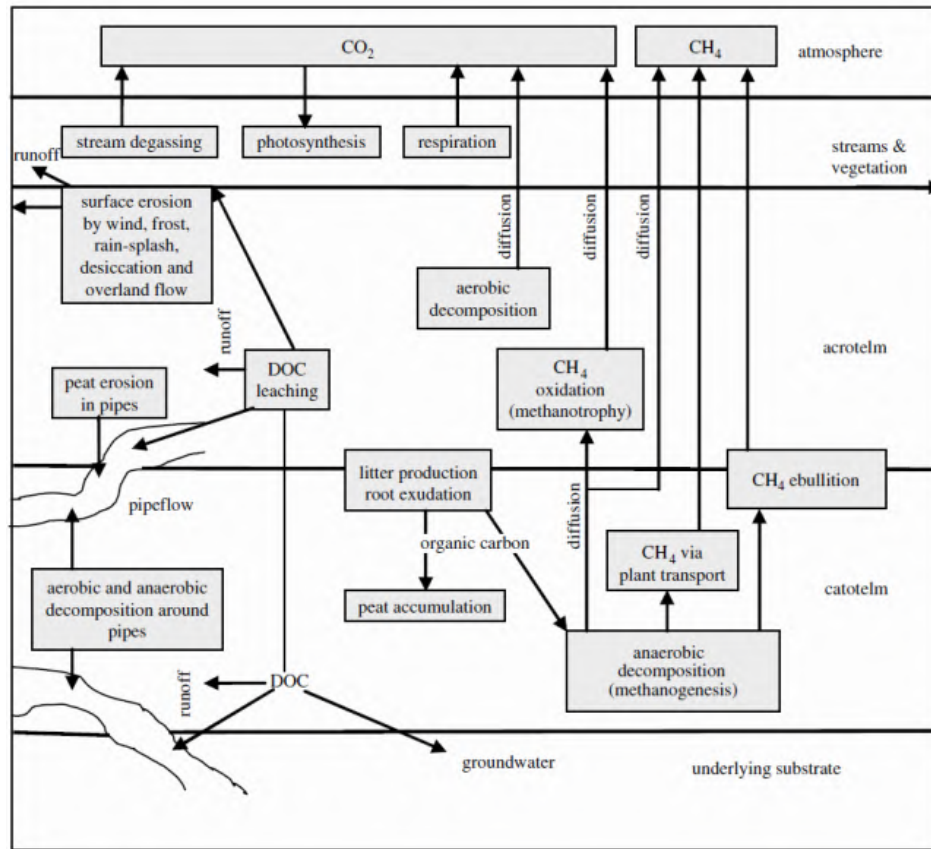 CO₂
CH₄
atmosphere
stream degassing
photosynthesis
respiration
streams &
vegetation
runoff
surface erosion
by wind, frost,
rain-splash,
desiccation and
overland flow
diffusion
diffusion
diffusion
aerobic
decomposition
acrotelm
runoff
DOC
leaching
CH₄
oxidation
(methanotrophy)
peat erosion
in pipes
litter production
root exudation
CH₄ ebullition
pipeflow
diffusion
organic carbon
CH₄ via
plant transport
catotelm
aerobic and anaerobic
decomposition around
pipes
peat accumulation
anaerobic
decomposition
(methanogenesis)
runoff
DOC
groundwater
underlying substrate